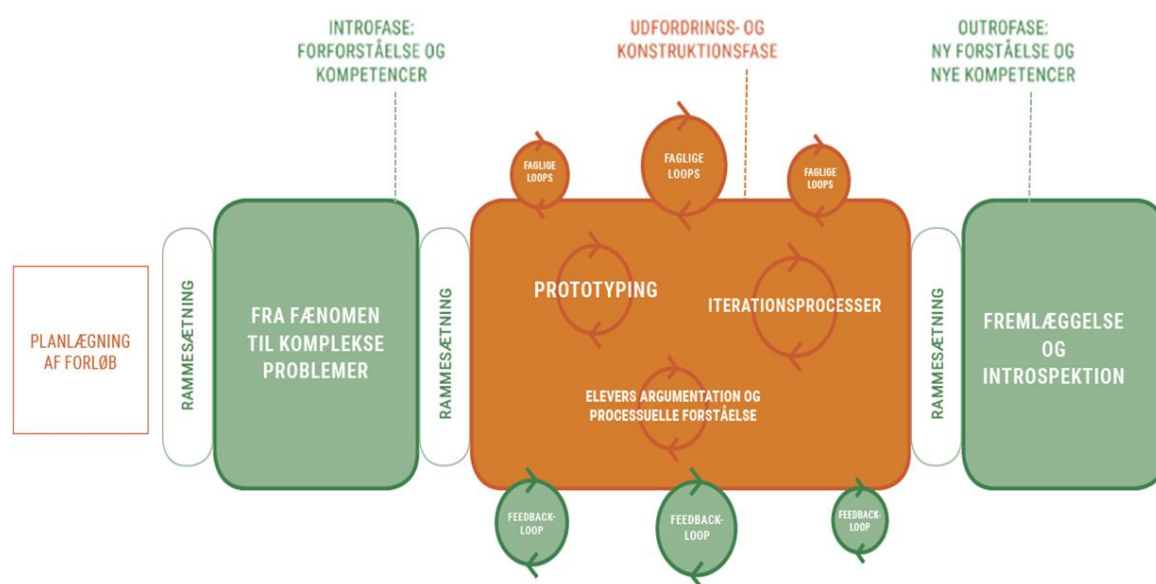 INTROFASE:
FORFORSTÅELSE OG
KOMPETENCER
UDFORDRINGS- OG
KONSTRUKTIONSFASE
OUTROFASE:
NY FORSTÅELSE OG
NYE KOMPETENCER
FAGLIGE
LOOPS
FAGLIGE
LOOPS
FAGLIGE
LOOPS
PLANLÆGNING
AF FORLØB
RAMMESÆTNING
FRA FÆNOMEN
TIL KOMPLEKSE
PROBLEMER
RAMMESÆTNING
PROTOTYPING
ITERATIONSPROCESSER
ELEVERS ARGUMENTATION OG
PROCESSUELLE FORSTÅELSE
RAMMESÆTNING
FREMLÆGGELSE
OG
INTROSPEKTION
FEEDBACK-
LOOP
FEEDBACK-
LOOP
FEEDBACK-
LOOP